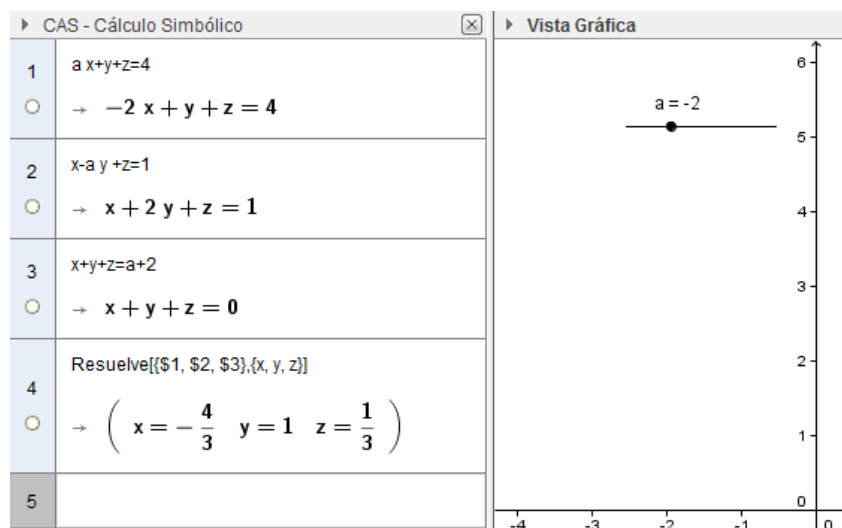 CAS - Cálculo Simbólico
1
a x+y+z=4
→ −2 x + y + z = 4
2
x-a y +z=1
→ x + 2 y + z = 1
3
x+y+z=a+2
→ x + y + z = 0
4
Resuelve[{$1, $2, $3},{x, y, z}]
→ ( x = − 4/3 y = 1 z = 1/3 )
5
Vista Gráfica
a = -2
6
5
4
3
2
1
0
-4 -3 -2 -1 0